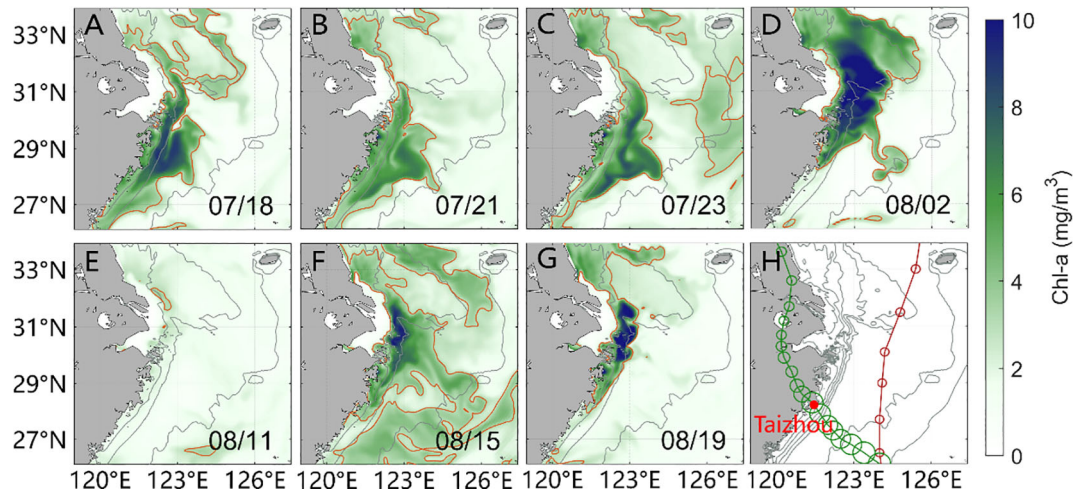 33°N
31°N
29°N
27°N
A
07/18
B
07/21
C
07/23
D
08/02
10
8
6
4
2
0
Chl-a (mg/m³)
33°N
31°N
29°N
27°N
E
08/11
F
08/15
G
08/19
H
Taizhou
120°E 123°E 126°E
120°E 123°E 126°E
120°E 123°E 126°E
120°E 123°E 126°E